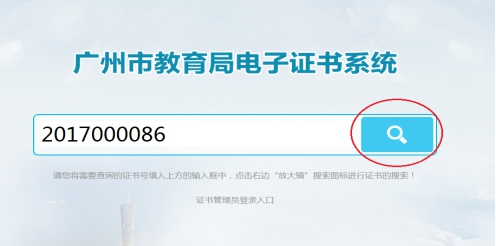 广州市教育局电子证书系统
2017000086
请您将需要查询的证书号填入上方的输入框中，点击右边“放大镜”搜索图标进行证书的搜索！
证书管理员登录入口